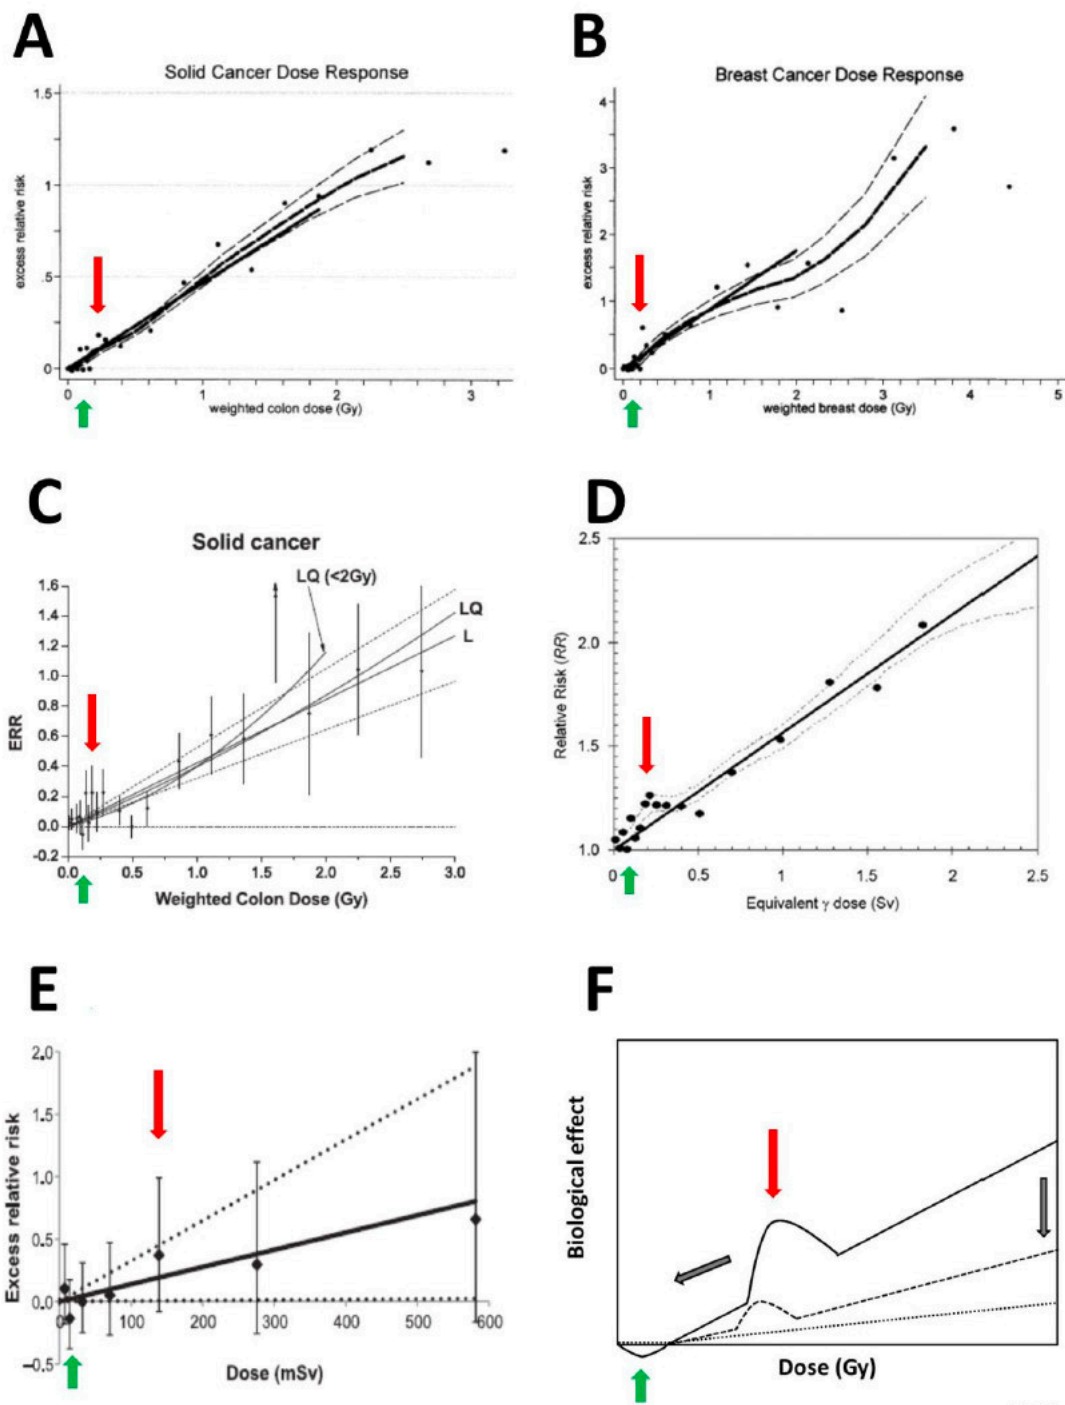 A
Solid Cancer Dose Response
excess relative risk
1.5
1
.5
0
0 1 2 3
weighted colon dose (Gy)
B
Breast Cancer Dose Response
excess relative risk
4
3
2
1
0
0 1 2 3 4 5
weighted breast dose (Gy)
C
Solid cancer
LQ (<2Gy)
LQ
L
ERR
1.6
1.4
1.2
1.0
0.8
0.6
0.4
0.2
0.0
-0.2
0.0 0.5 1.0 1.5 2.0 2.5 3.0
Weighted Colon Dose (Gy)
D
Relative Risk (RR)
2.5
2.0
1.5
1.0
0 0.5 1 1.5 2 2.5
Equivalent γ dose (Sv)
E
Excess relative risk
2.0
1.5
1.0
0.5
0.0
–0.5
0 100 200 300 400 500 600
Dose (mSv)
F
Biological effect
Dose (Gy)